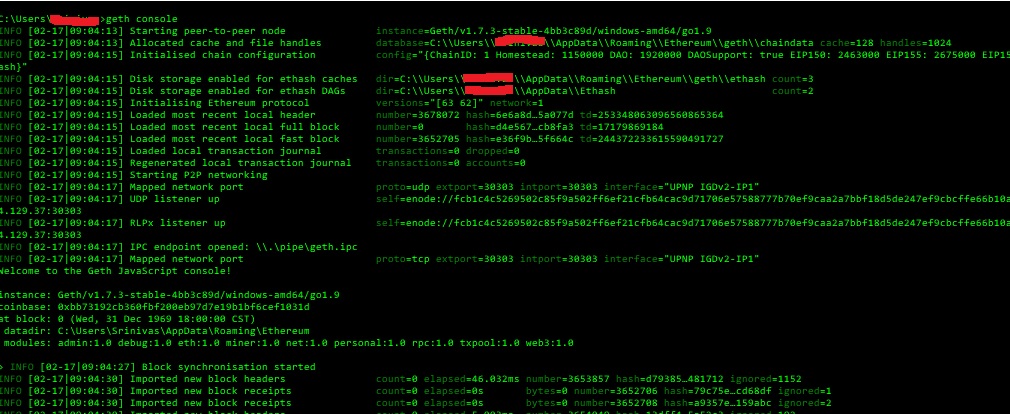 C:\Users\ >geth console
INFO [02-17|09:04:13] Starting peer-to-peer node instance=Geth/v1.7.3-stable-4bb3c89d/windows-amd64/go1.9
INFO [02-17|09:04:13] Allocated cache and file handles database=C:\\Users\\ \\AppData\\Roaming\\Ethereum\\geth\\chaindata cache=128 handles=1024
INFO [02-17|09:04:15] Initialised chain configuration config="{ChainID: 1 Homestead: 1150000 DAO: 1920000 DAOSupport: true EIP150: 2463000 EIP155: 2675000 EIP15
ash}"
INFO [02-17|09:04:15] Disk storage enabled for ethash caches dir=C:\\Users\\ \\AppData\\Roaming\\Ethereum\\geth\\ethash count=3
INFO [02-17|09:04:15] Disk storage enabled for ethash DAGs dir=C:\\Users\\ \\AppData\\Ethash count=2
INFO [02-17|09:04:15] Initialising Ethereum protocol versions="[63 62]" network=1
INFO [02-17|09:04:15] Loaded most recent local header number=3678072 hash=6e6a8d…5a077d td=253348063096560865364
INFO [02-17|09:04:15] Loaded most recent local full block number=0 hash=d4e567…cb8fa3 td=17179869184
INFO [02-17|09:04:15] Loaded most recent local fast block number=3652705 hash=e36f9b…5f664c td=244372233615590491727
INFO [02-17|09:04:15] Loaded local transaction journal transactions=0 dropped=0
INFO [02-17|09:04:15] Regenerated local transaction journal transactions=0 accounts=0
INFO [02-17|09:04:15] Starting P2P networking
INFO [02-17|09:04:17] Mapped network port proto=udp extport=30303 intport=30303 interface="UPNP IGDv2-IP1"
INFO [02-17|09:04:17] UDP listener up self=enode://fcb1c4c5269502c85f9a502ff6ef21cfb64cac9d71706e57588777b70ef9caa2a7bbf18d5de247ef9cbcffe66b10a
4.129.37:30303
INFO [02-17|09:04:17] RLPx listener up self=enode://fcb1c4c5269502c85f9a502ff6ef21cfb64cac9d71706e57588777b70ef9caa2a7bbf18d5de247ef9cbcffe66b10a
4.129.37:30303
INFO [02-17|09:04:17] IPC endpoint opened: \\.\pipe\geth.ipc
INFO [02-17|09:04:17] Mapped network port proto=tcp extport=30303 intport=30303 interface="UPNP IGDv2-IP1"
Welcome to the Geth JavaScript console!
instance: Geth/v1.7.3-stable-4bb3c89d/windows-amd64/go1.9
coinbase: 0xbb73192cb360fbf200eb97d7e19b1bf6cef1031d
at block: 0 (Wed, 31 Dec 1969 18:00:00 CST)
datadir: C:\Users\Srinivas\AppData\Roaming\Ethereum
modules: admin:1.0 debug:1.0 eth:1.0 miner:1.0 net:1.0 personal:1.0 rpc:1.0 txpool:1.0 web3:1.0
> INFO [02-17|09:04:27] Block synchronisation started
INFO [02-17|09:04:30] Imported new block headers count=0 elapsed=46.032ms number=3653857 hash=d79385…481712 ignored=1152
INFO [02-17|09:04:30] Imported new block receipts count=0 elapsed=0s bytes=0 number=3652706 hash=79c75e…cd68df ignored=1
INFO [02-17|09:04:30] Imported new block receipts count=0 elapsed=0s bytes=0 number=3652708 hash=a9357e…159abc ignored=2